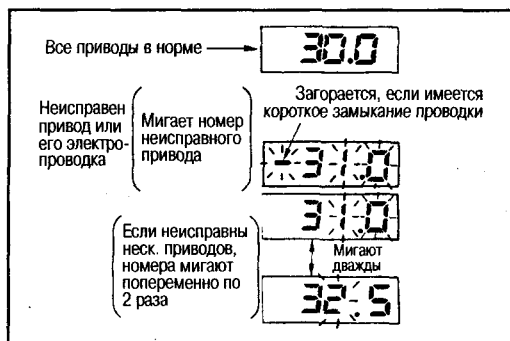 Все приводы в норме
30.0
Неисправен
привод или
его электро-
проводка
Мигает номер
неисправного
привода
Загорается, если имеется
короткое замыкание проводки
-31.0
31.0
Если неисправны
неск. приводов,
номера мигают
попеременно по
2 раза
Мигают
дважды
32.5